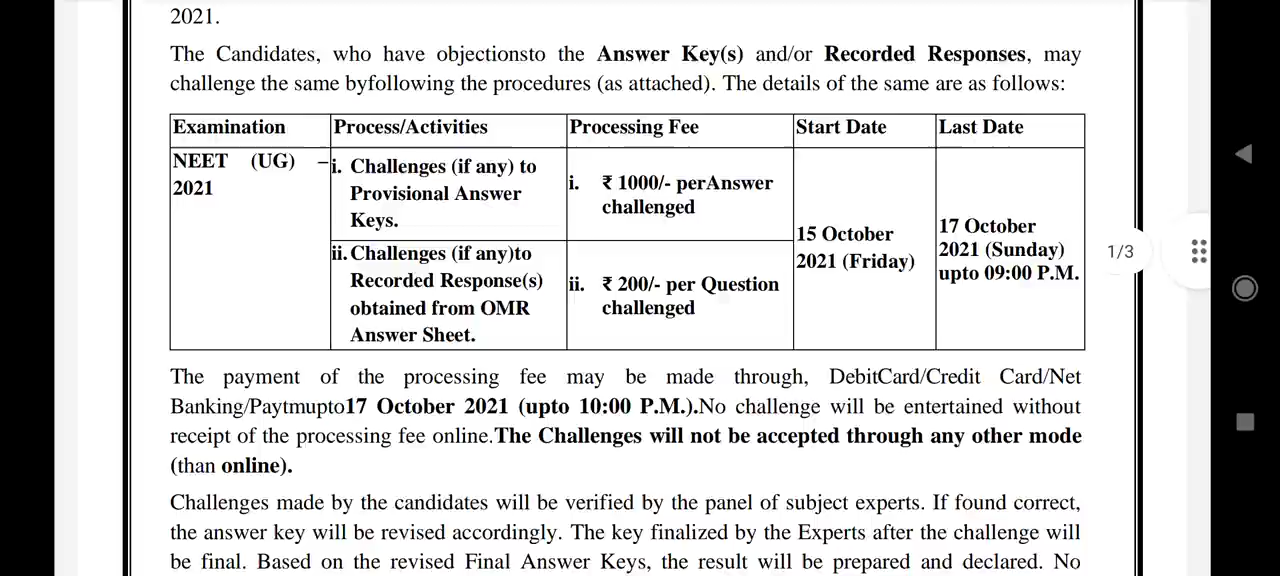 2021.
The Candidates, who have objectionsto the Answer Key(s) and/or Recorded Responses, may
challenge the same byfollowing the procedures (as attached). The details of the same are as follows:
Examination Process/Activities Processing Fee Start Date Last Date
NEET (UG) –
2021
i. Challenges (if any) to
Provisional Answer
Keys.
i. ₹ 1000/- perAnswer
challenged
ii. Challenges (if any)to
Recorded Response(s)
obtained from OMR
Answer Sheet.
ii. ₹ 200/- per Question
challenged
15 October
2021 (Friday)
17 October
2021 (Sunday)
upto 09:00 P.M.
1/3
The payment of the processing fee may be made through, DebitCard/Credit Card/Net
Banking/Paytmupto17 October 2021 (upto 10:00 P.M.).No challenge will be entertained without
receipt of the processing fee online.The Challenges will not be accepted through any other mode
(than online).
Challenges made by the candidates will be verified by the panel of subject experts. If found correct,
the answer key will be revised accordingly. The key finalized by the Experts after the challenge will
be final. Based on the revised Final Answer Keys, the result will be prepared and declared. No